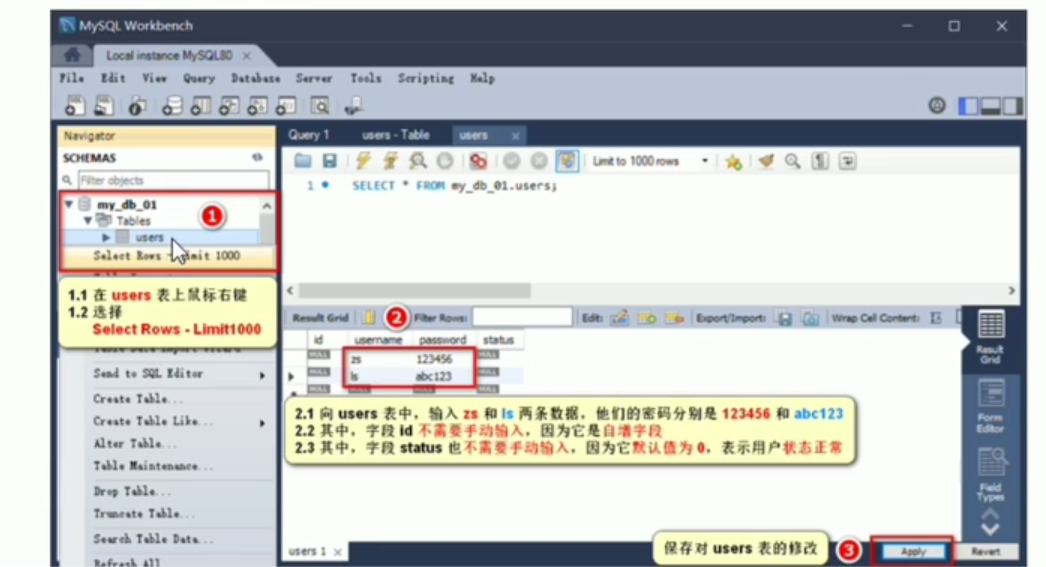 MySQL Workbench
Local instance MySQL80 ×
File Edit View Query Database Server Tools Scripting Help
Navigator
Query 1 users - Table users ×
SCHEMAS
Limit to 1000 rows
Filter objects
1 SELECT * FROM my_db_01.users;
my_db_01
Tables
1
users
Select Rows - Limit 1000
1.1 在 users 表上鼠标右键
1.2 选择
Select Rows - Limit1000
Result Grid 2 Filter Rows: Edit: Export/Import: Wrap Cell Content:
id username password status
NULL zs 123456 NULL
NULL ls abc123 NULL
NULL NULL NULL NULL
Result
Grid
Table Data Import Wizard
Send to SQL Editor
Create Table...
Create Table Like...
Alter Table...
Table Maintenance...
Drop Table...
Truncate Table...
Search Table Data...
Refresh All
2.1 向 users 表中，输入 zs 和 ls 两条数据，他们的密码分别是 123456 和 abc123
2.2 其中，字段 id 不需要手动输入，因为它是自增字段
2.3 其中，字段 status 也不需要手动输入，因为它默认值为 0，表示用户状态正常
Form
Editor
Field
Types
users 1 ×
保存对 users 表的修改 3 Apply Revert